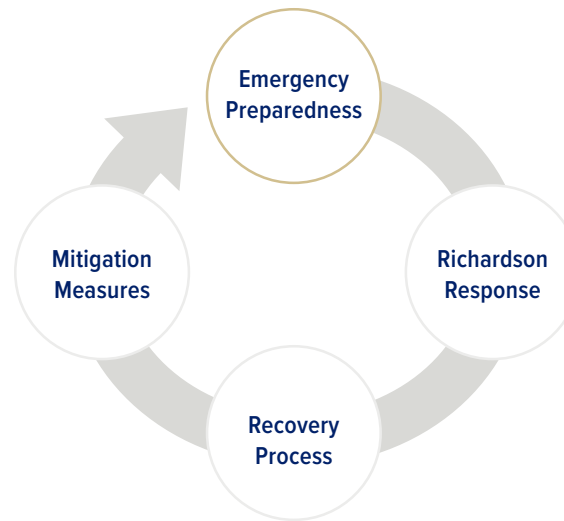 Emergency
Preparedness
Mitigation
Measures
Richardson
Response
Recovery
Process